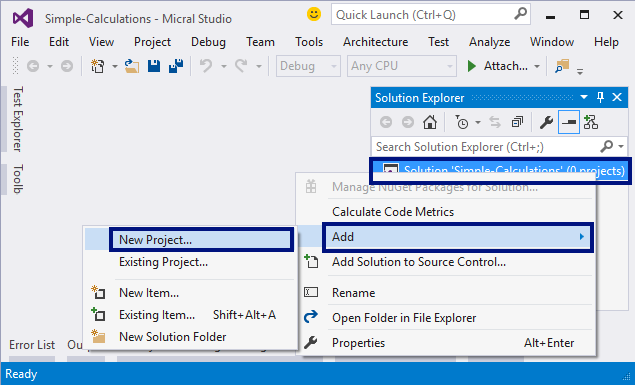 Simple-Calculations - Micral Studio
Quick Launch (Ctrl+Q)
File Edit View Project Debug Team Tools Test Analyze Window Help
Debug Any CPU Attach...
Test Explorer
Toolb
Solution Explorer
Search Solution Explorer (Ctrl+;)
Solution 'Simple-Calculations' (0 projects)
Manage NuGet Packages for Solution...
Calculate Code Metrics
Add
Add Solution to Source Control...
Rename
Open Folder in File Explorer
Properties Alt+Enter
New Project...
Existing Project...
New Item...
Existing Item... Shift+Alt+A
New Solution Folder
Error List
Ready